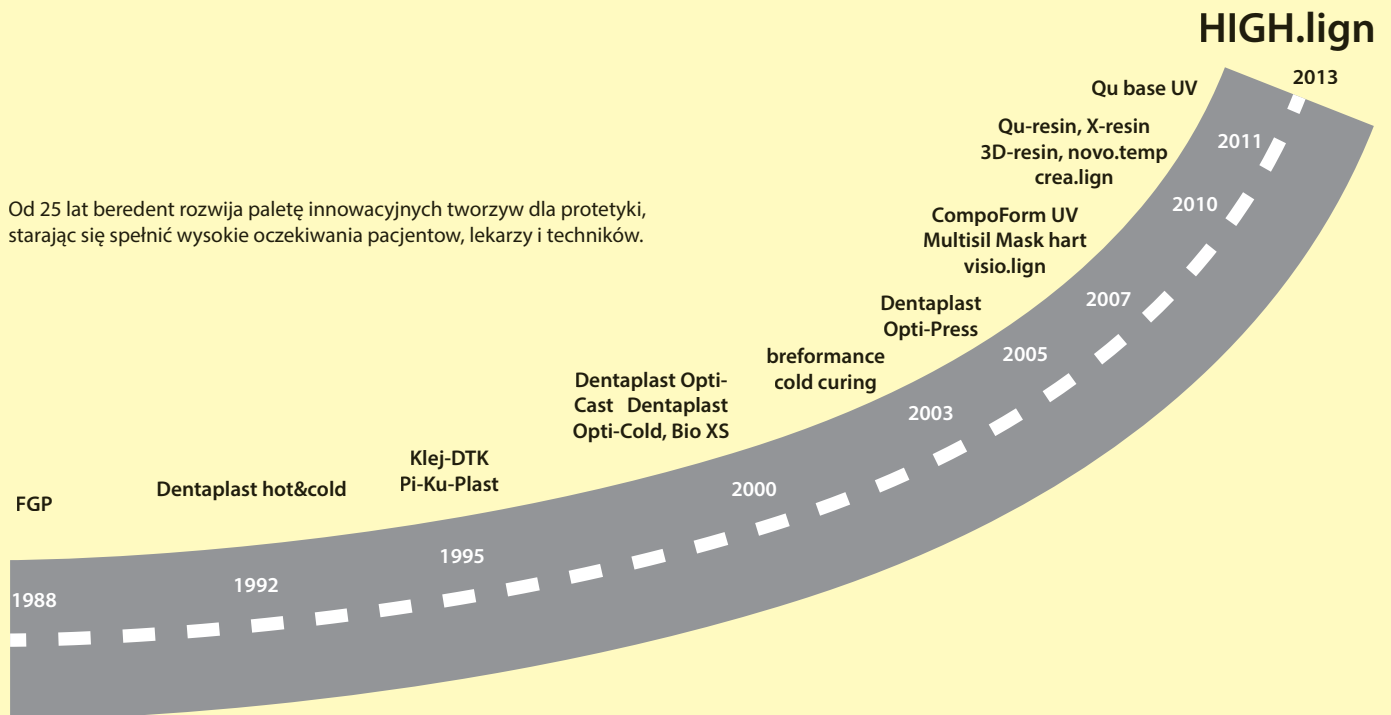 HIGH.lign
2013
Qu base UV
Qu-resin, X-resin
3D-resin, novo.temp
crea.lign
2011
Od 25 lat beredent rozwija paletę innowacyjnych tworzyw dla protetyki,
starając się spełnić wysokie oczekiwania pacjentow, lekarzy i techników.
2010
CompoForm UV
Multisil Mask hart
visio.lign
2007
Dentaplast
Opti-Press
2005
breformance
cold curing
2003
Dentaplast Opti-
Cast Dentaplast
Opti-Cold, Bio XS
2000
Klej-DTK
Pi-Ku-Plast
1995
Dentaplast hot&cold
1992
FGP
1988